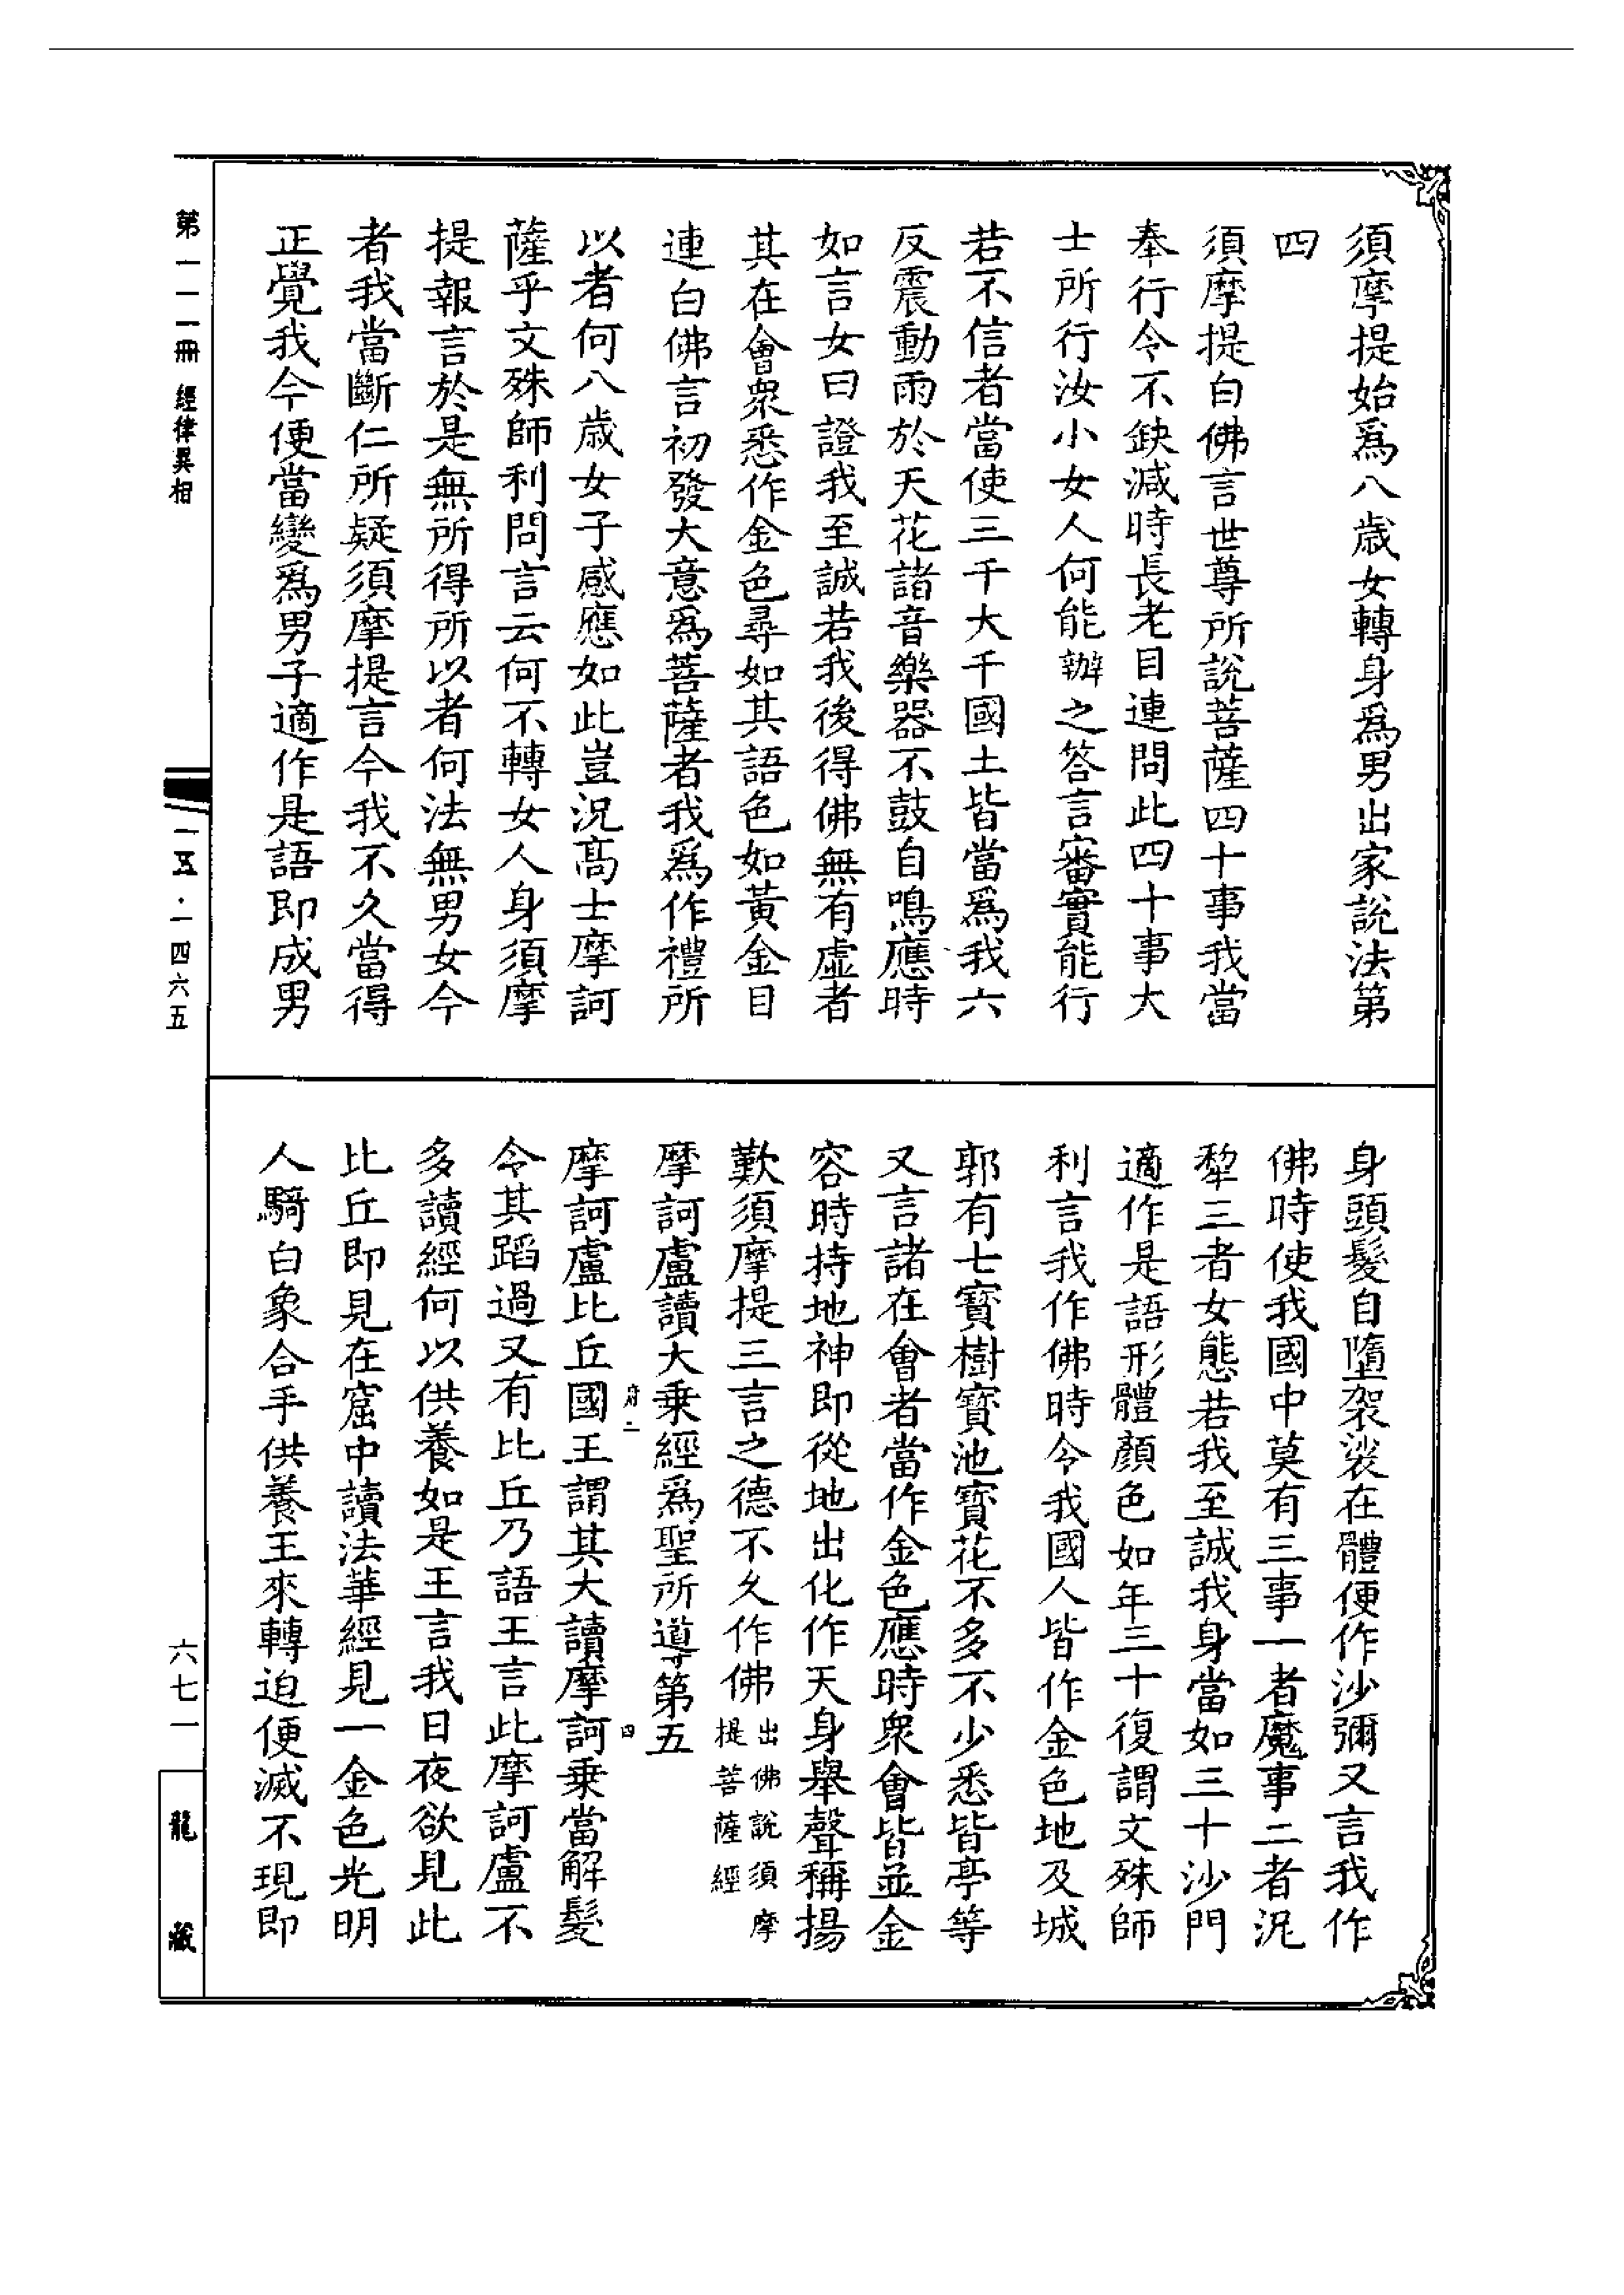 須摩提始爲八歲女轉身爲男出家說法第
四
須摩提白佛言世尊所說菩薩四十事我當
奉行令不缺減時長老目連問此四十事大
士所行汝小女人何能辦之答言審實能行
若不信者當使三千大千國土皆當爲我六
反震動雨於天花諸音樂器不鼓自鳴應時
如言女曰證我至誠若我後得佛無有虛者
其在會衆悉作金色尋如其語色如黃金目
連白佛言初發大意爲菩薩者我爲作禮所
以者何八歲女子感應如此豈況高士摩訶
薩乎文殊師利問言云何不轉女人身須摩
提報言於是無所得所以者何法無男女今
者我當斷仁所疑須摩提言今我不久當得
正覺我今便當變爲男子適作是語即成男
身頭髮自墮袈裟在體便作沙彌又言我作
佛時使我國中莫有三事一者魔事二者泥
犂三者女態若我至誠我身當如三十沙門
適作是語形體顏色如年三十復謂文殊師
利言我作佛時令我國人皆作金色地及城
郭有七寶樹寶池寶花不多不少悉皆亭等
又言諸在會者當作金色應時衆會皆並金
容時持地神即從地出化作天身舉聲稱揚
歎須摩提三言之德不久作佛出佛說須摩
提菩薩經
摩訶盧讀大乘經爲聖所導第五
府二
四
摩訶盧比丘國王謂其大讀摩訶乘當解髮
令其蹈過又有比丘乃語王言此摩訶盧不
多讀經何以供養如是王言我日夜欲見此
比丘即見在窟中讀法華經見一金色光明
人騎白象合手供養王來轉迫便滅不現即
第一一一冊 經律異相
一五·一四六五
六七一
龍藏